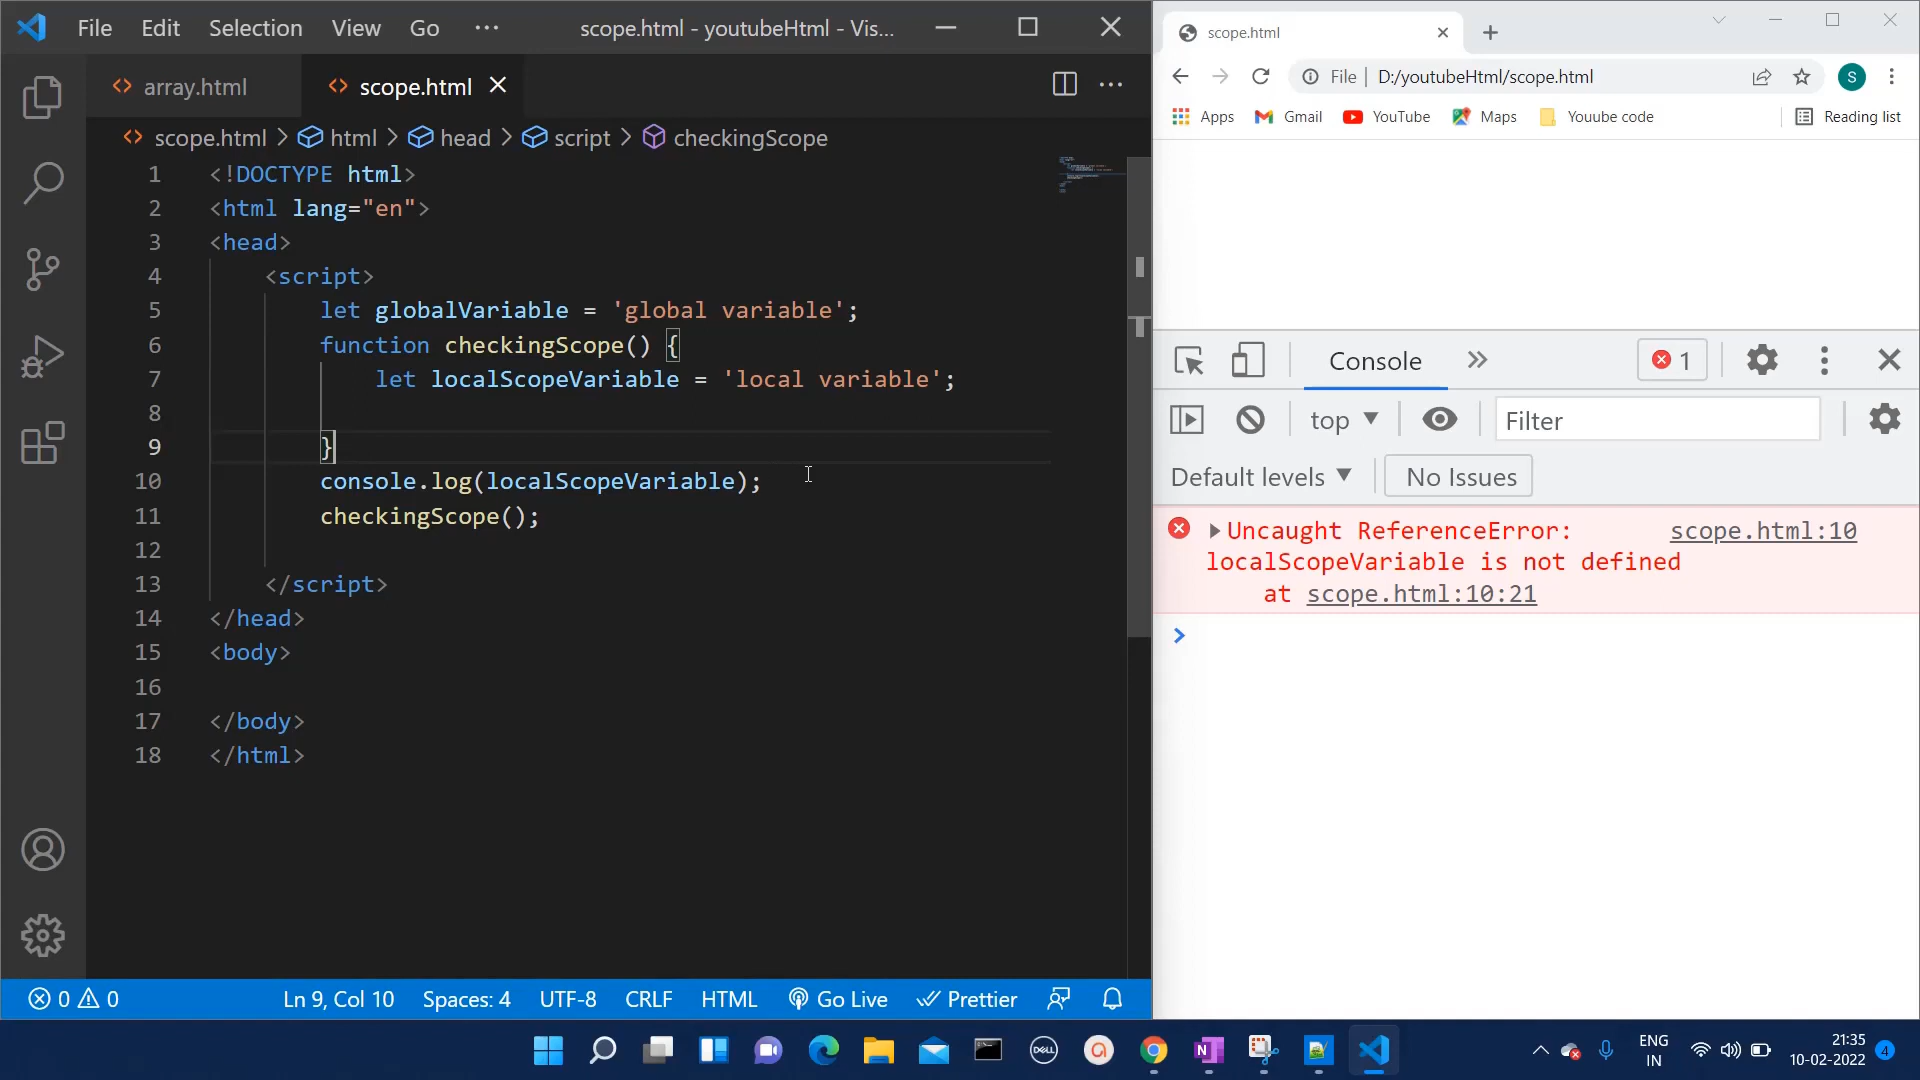 File Edit Selection View Go ··· scope.html - youtubeHtml - Vis...
array.html scope.html
scope.html > html > head > script > checkingScope
1 <!DOCTYPE html>
2 <html lang="en">
3 <head>
4 <script>
5 let globalVariable = 'global variable';
6 function checkingScope() {
7 let localScopeVariable = 'local variable';
8
9 }
10 console.log(localScopeVariable);
11 checkingScope();
12
13 </script>
14 </head>
15 <body>
16
17 </body>
18 </html>
0 0 Ln 9, Col 10 Spaces: 4 UTF-8 CRLF HTML Go Live Prettier
scope.html
File | D:/youtubeHtml/scope.html S
Apps Gmail YouTube Maps Youube code Reading list
Console 1
top Filter
Default levels No Issues
Uncaught ReferenceError: scope.html:10
localScopeVariable is not defined
at scope.html:10:21
DELL
N
ENG
IN
21:35
10-02-2022
4